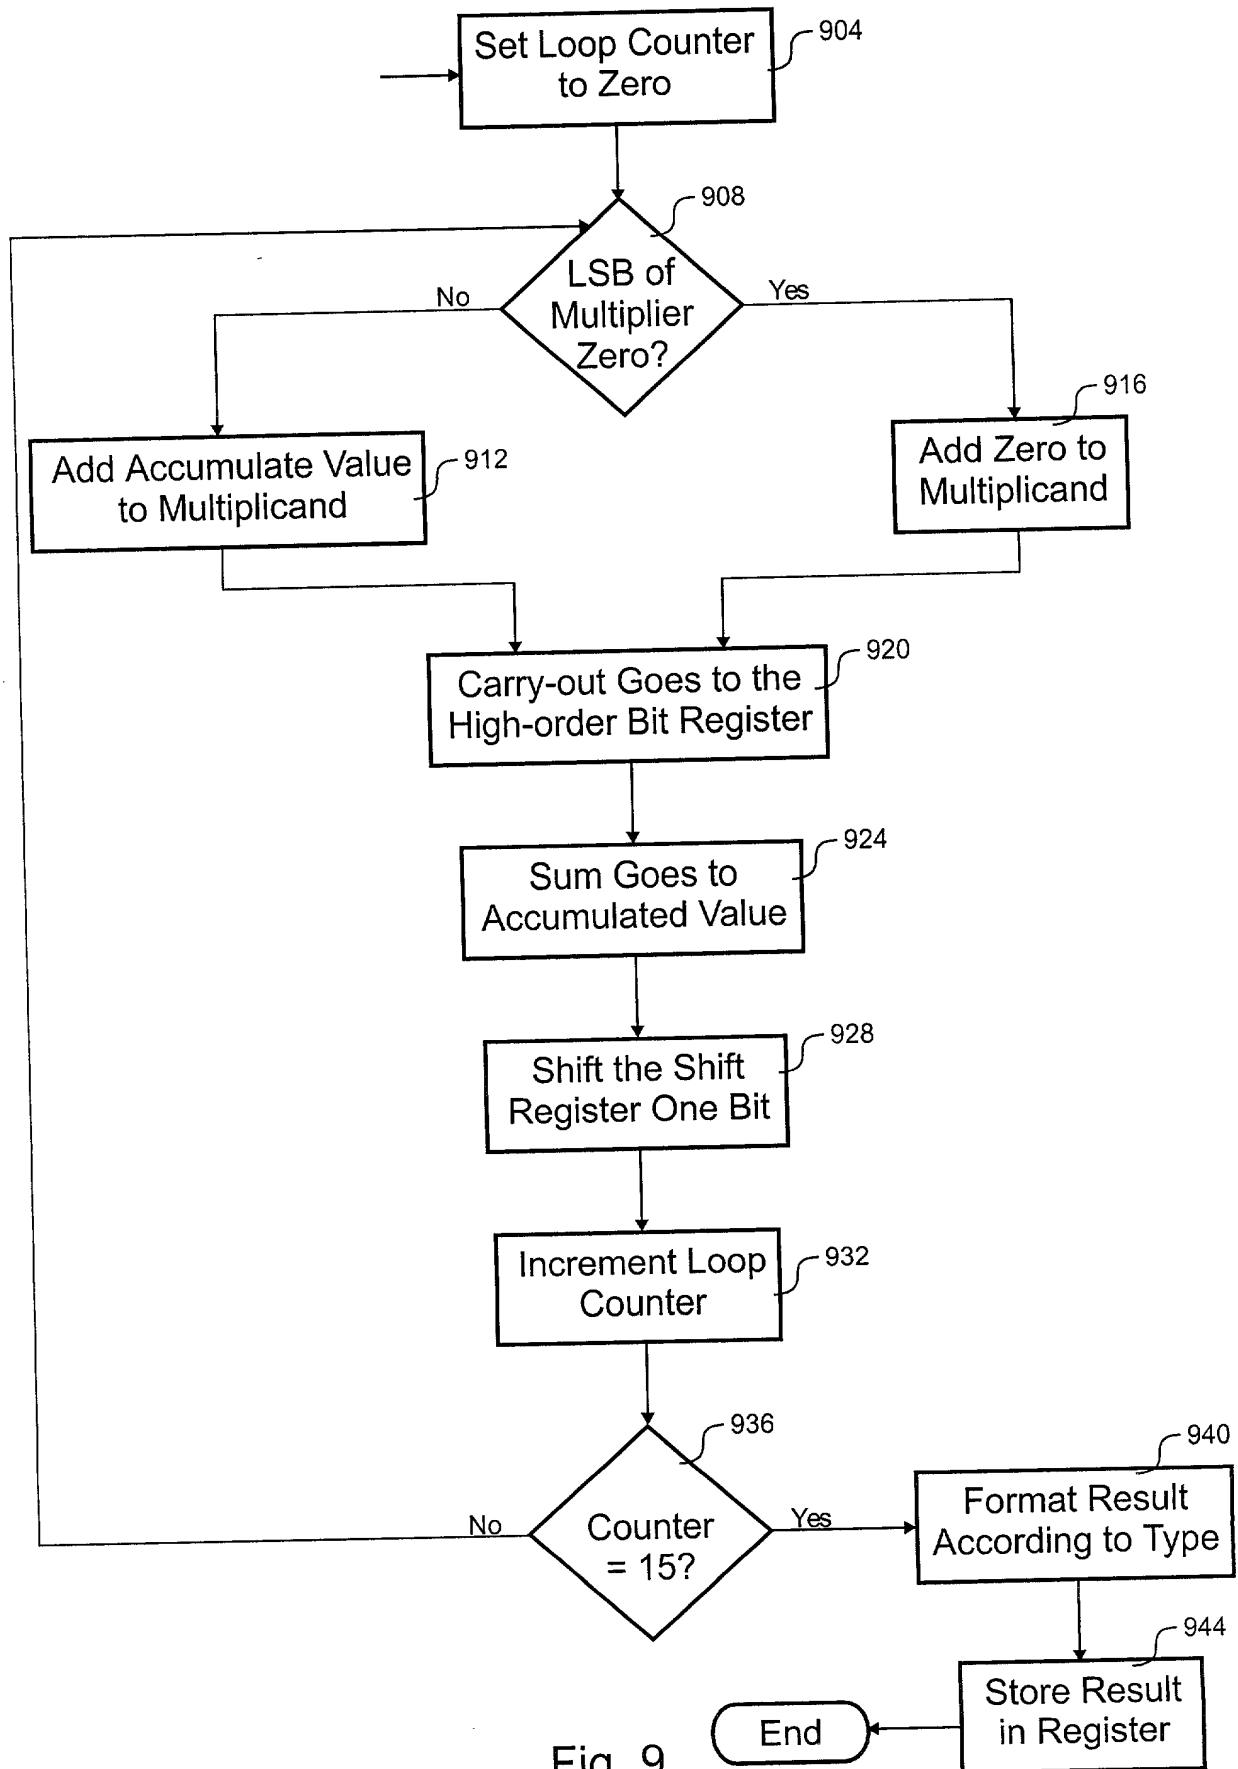 Set Loop Counter
to Zero
904
908
LSB of
Multiplier
Zero?
No
Yes
Add Accumulate Value
to Multiplicand
912
916
Add Zero to
Multiplicand
920
Carry-out Goes to the
High-order Bit Register
924
Sum Goes to
Accumulated Value
928
Shift the Shift
Register One Bit
932
Increment Loop
Counter
936
Counter
= 15?
No
Yes
940
Format Result
According to Type
944
Store Result
in Register
End
Fig. 9